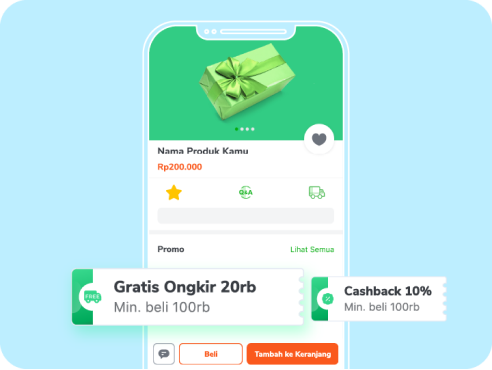 Nama Produk Kamu
Rp200.000
Q&A
Promo
Lihat Semua
FREE
Gratis Ongkir 20rb
Min. beli 100rb
Cashback 10%
Min. beli 100rb
Beli
Tambah ke Keranjang